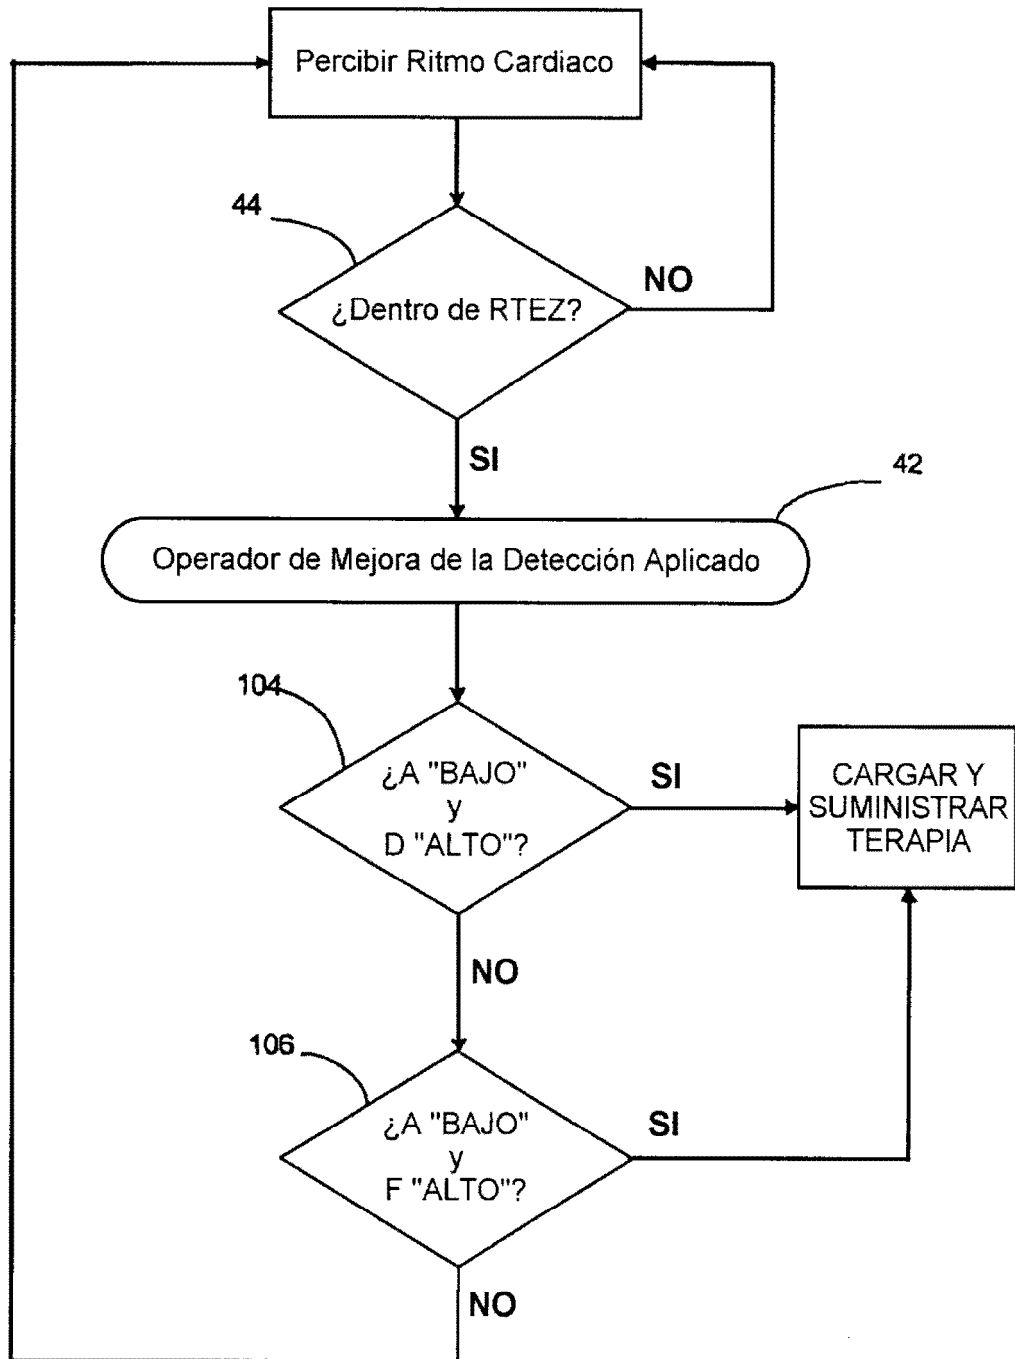 Percibir Ritmo Cardiaco
44
NO
¿Dentro de RTEZ?
SI
42
Operador de Mejora de la Detección Aplicado
104
¿A "BAJO"
y
D "ALTO"?
SI
CARGAR Y
SUMINISTRAR
TERAPIA
NO
106
¿A "BAJO"
y
F "ALTO"?
SI
NO